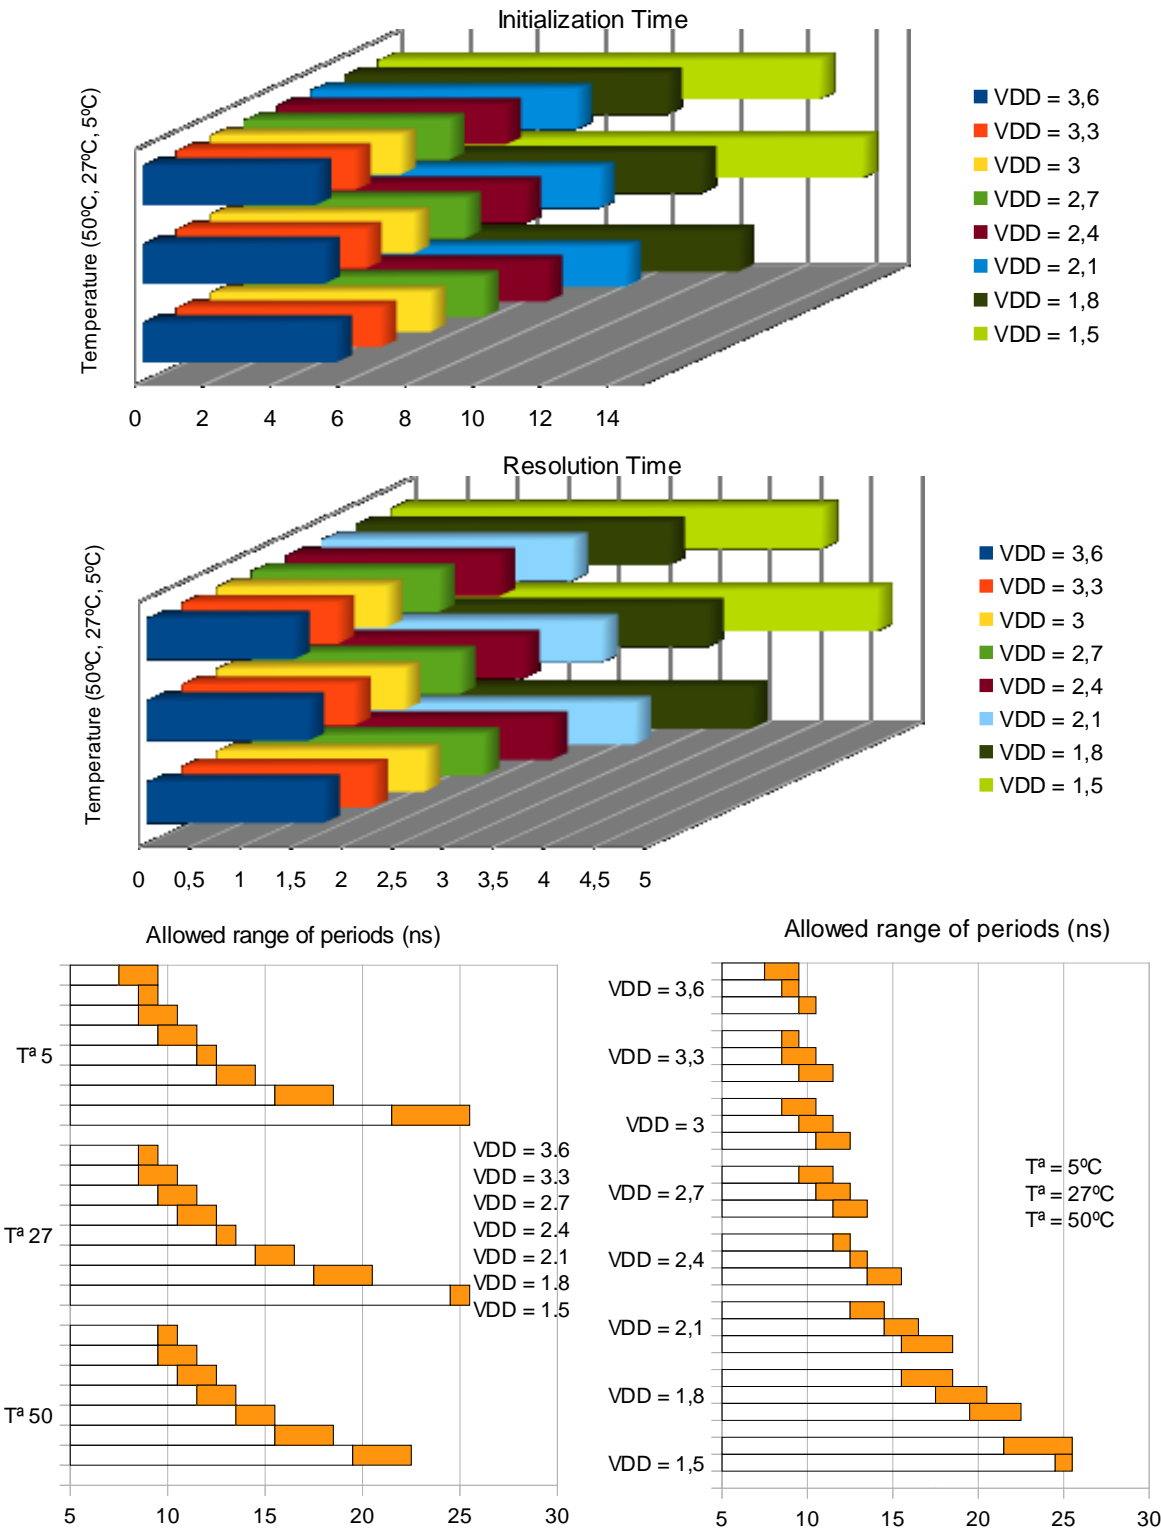 Initialization Time
Temperature (50ºC, 27ºC, 5ºC)
VDD = 3,6
VDD = 3,3
VDD = 3
VDD = 2,7
VDD = 2,4
VDD = 2,1
VDD = 1,8
VDD = 1,5
0 2 4 6 8 10 12 14
Resolution Time
Temperature (50ºC, 27ºC, 5ºC)
VDD = 3,6
VDD = 3,3
VDD = 3
VDD = 2,7
VDD = 2,4
VDD = 2,1
VDD = 1,8
VDD = 1,5
0 0,5 1 1,5 2 2,5 3 3,5 4 4,5 5
Allowed range of periods (ns)
Tª 5
Tª 27
Tª 50
VDD = 3.6
VDD = 3.3
VDD = 2.7
VDD = 2.4
VDD = 2.1
VDD = 1.8
VDD = 1.5
5 10 15 20 25 30
Allowed range of periods (ns)
VDD = 3,6
VDD = 3,3
VDD = 3
VDD = 2,7
VDD = 2,4
VDD = 2,1
VDD = 1,8
VDD = 1,5
Tª = 5ºC
Tª = 27ºC
Tª = 50ºC
5 10 15 20 25 30